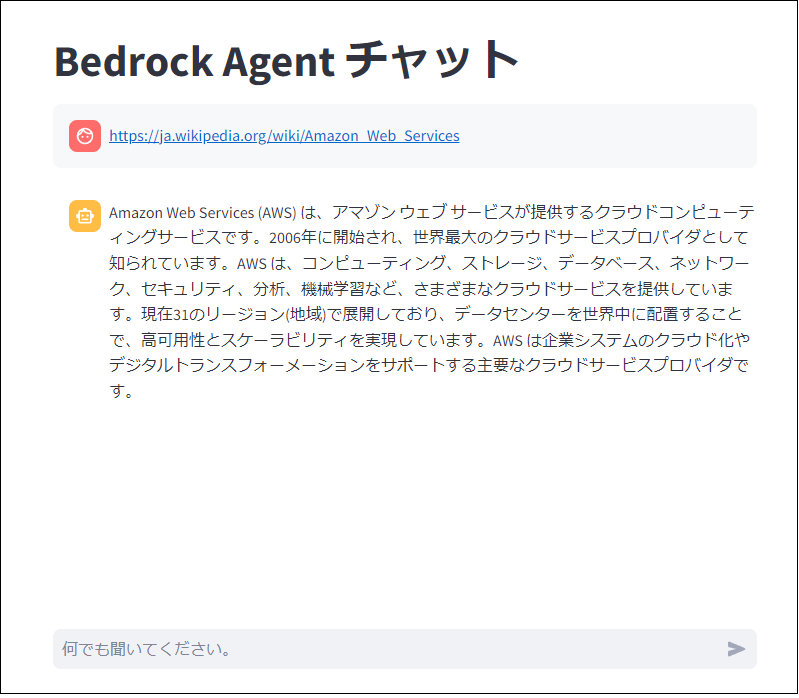 Bedrock Agent チャット
https://ja.wikipedia.org/wiki/Amazon_Web_Services
Amazon Web Services (AWS) は、アマゾン ウェブ サービスが提供するクラウドコンピューテ
ィングサービスです。2006年に開始され、世界最大のクラウドサービスプロバイダとして
知られています。AWS は、コンピューティング、ストレージ、データベース、ネットワー
ク、セキュリティ、分析、機械学習など、さまざまなクラウドサービスを提供していま
す。現在31のリージョン(地域)で展開しており、データセンターを世界中に配置すること
で、高可用性とスケーラビリティを実現しています。AWS は企業システムのクラウド化や
デジタルトランスフォーメーションをサポートする主要なクラウドサービスプロバイダで
す。
何でも聞いてください。